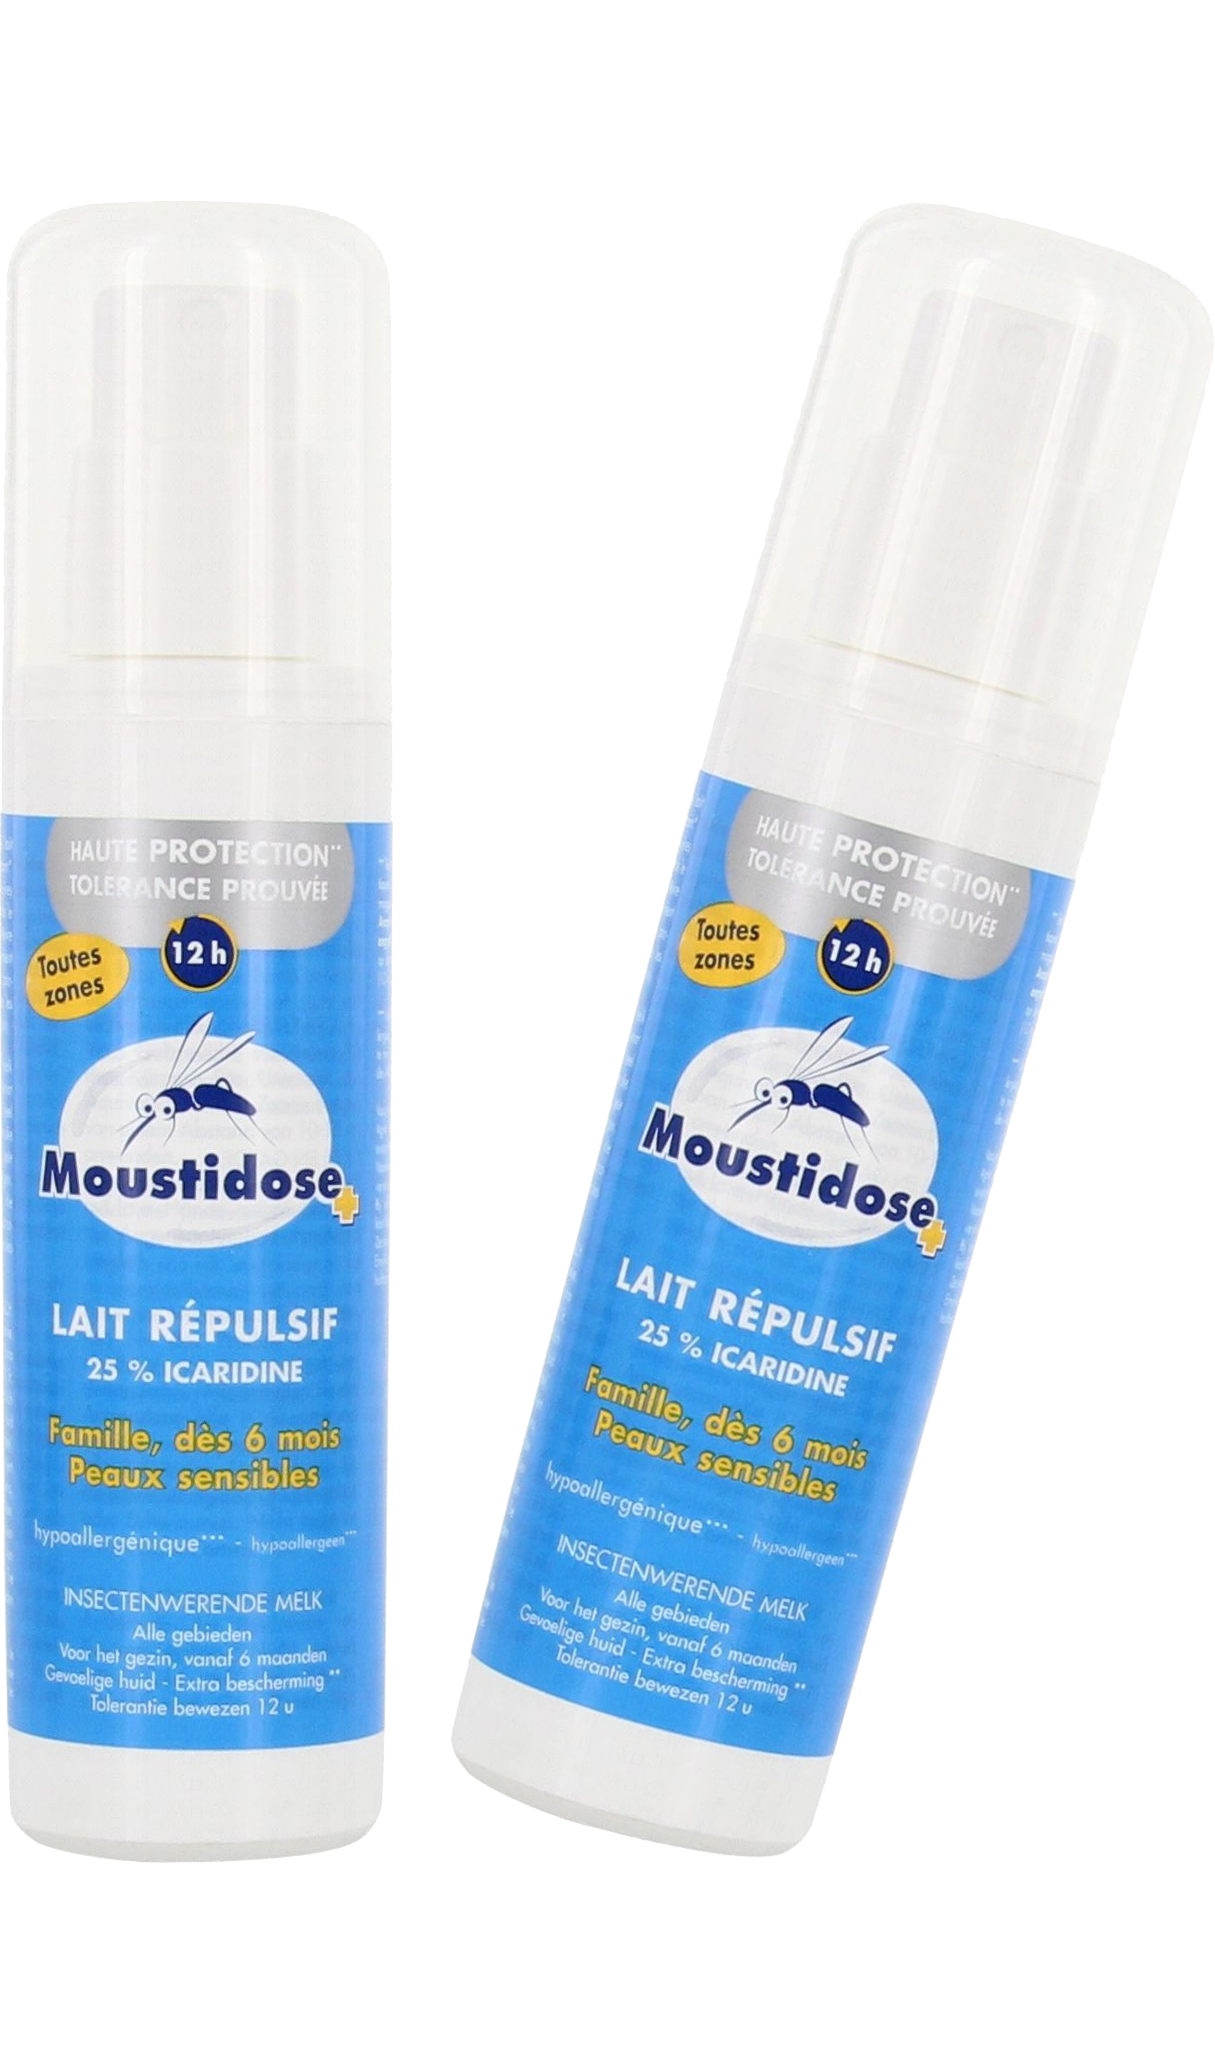 HAUTE PROTECTION**
TOLERANCE PROUVÉE
Toutes
zones
12 h
Moustidose
LAIT RÉPULSIF
25 % ICARIDINE
Famille, dès 6 mois
Peaux sensibles
hypoallergénique*** - hypoallergeen***
INSECTENWERENDE MELK
Alle gebieden
Voor het gezin, vanaf 6 maanden
Gevoelige huid - Extra bescherming **
Tolerantie bewezen 12 u
HAUTE PROTECTION**
TOLERANCE PROUVÉE
Toutes
zones
12 h
Moustidose
LAIT RÉPULSIF
25 % ICARIDINE
Famille, dès 6 mois
Peaux sensibles
hypoallergénique*** - hypoallergeen***
INSECTENWERENDE MELK
Alle gebieden
Voor het gezin, vanaf 6 maanden
Gevoelige huid - Extra bescherming **
Tolerantie bewezen 12 u